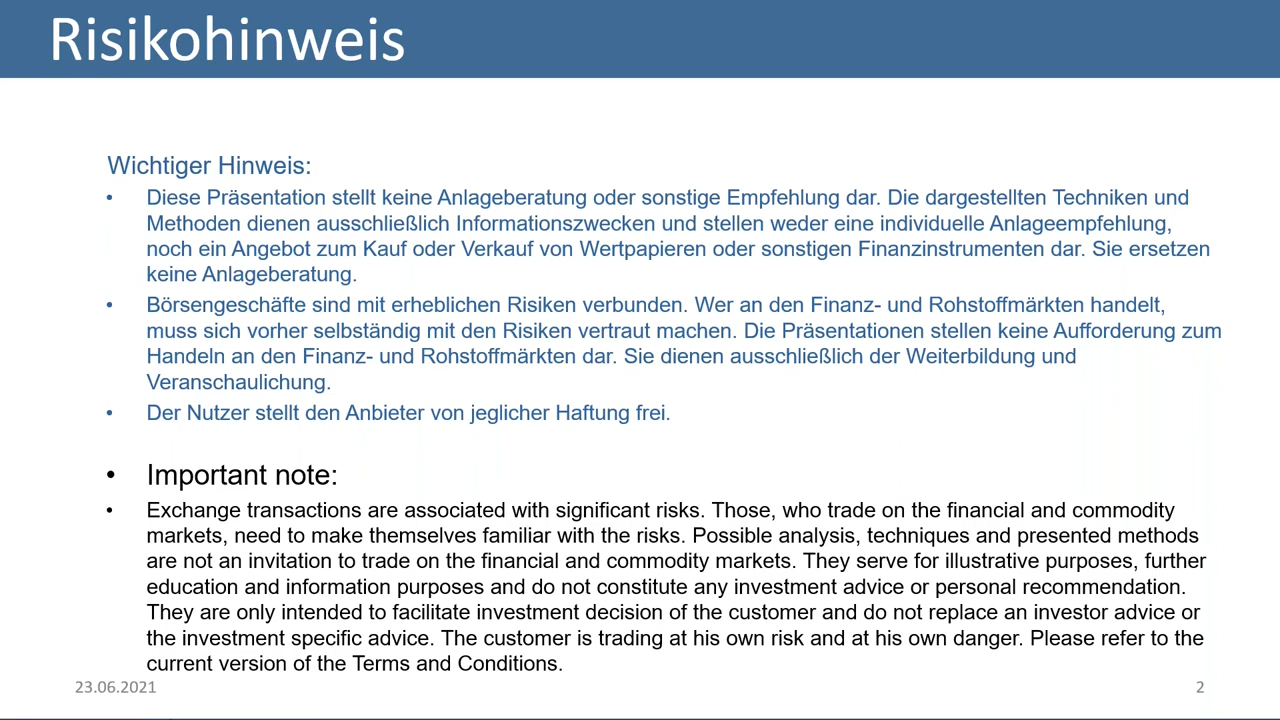 Risikohinweis
Wichtiger Hinweis:
• Diese Präsentation stellt keine Anlageberatung oder sonstige Empfehlung dar. Die dargestellten Techniken und
Methoden dienen ausschließlich Informationszwecken und stellen weder eine individuelle Anlageempfehlung,
noch ein Angebot zum Kauf oder Verkauf von Wertpapieren oder sonstigen Finanzinstrumenten dar. Sie ersetzen
keine Anlageberatung.
• Börsengeschäfte sind mit erheblichen Risiken verbunden. Wer an den Finanz- und Rohstoffmärkten handelt,
muss sich vorher selbständig mit den Risiken vertraut machen. Die Präsentationen stellen keine Aufforderung zum
Handeln an den Finanz- und Rohstoffmärkten dar. Sie dienen ausschließlich der Weiterbildung und
Veranschaulichung.
• Der Nutzer stellt den Anbieter von jeglicher Haftung frei.
• Important note:
• Exchange transactions are associated with significant risks. Those, who trade on the financial and commodity
markets, need to make themselves familiar with the risks. Possible analysis, techniques and presented methods
are not an invitation to trade on the financial and commodity markets. They serve for illustrative purposes, further
education and information purposes and do not constitute any investment advice or personal recommendation.
They are only intended to facilitate investment decision of the customer and do not replace an investor advice or
the investment specific advice. The customer is trading at his own risk and at his own danger. Please refer to the
current version of the Terms and Conditions.
23.06.2021
2